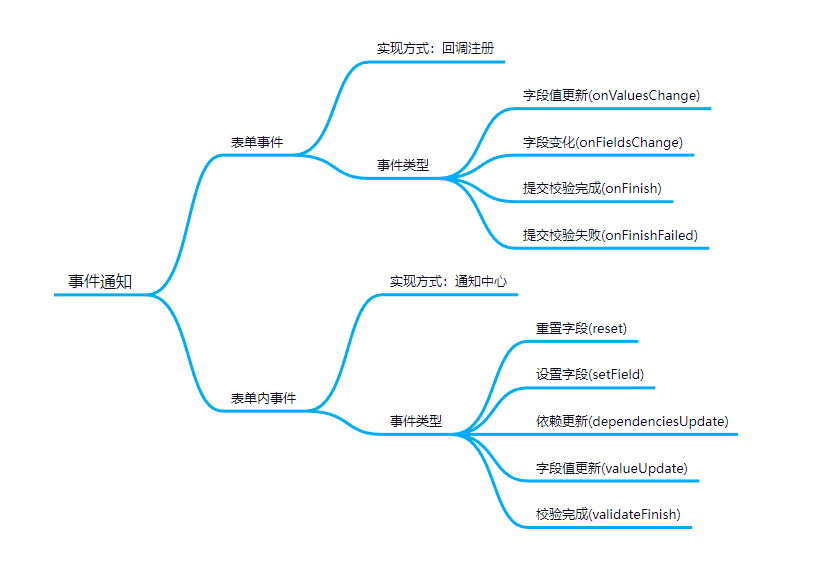 事件通知
表单事件
实现方式：回调注册
事件类型
字段值更新(onValuesChange)
字段变化(onFieldsChange)
提交校验完成(onFinish)
提交校验失败(onFinishFailed)
表单内事件
实现方式：通知中心
事件类型
重置字段(reset)
设置字段(setField)
依赖更新(dependenciesUpdate)
字段值更新(valueUpdate)
校验完成(validateFinish)